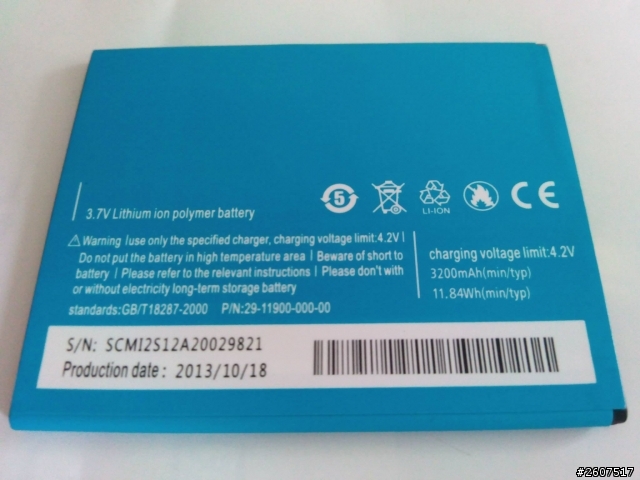 5
LI-ION
CE
3.7V Lithium ion polymer battery
Warning | use only the specified charger, charging voltage limit:4.2V |
Do not put the battery in high temperature area | Beware of short to
battery | Please refer to the relevant instructions | Please don't with
or without electricity long-term storage battery
charging voltage limit:4.2V
3200mAh(min/typ)
11.84Wh(min/typ)
standards:GB/T18287-2000 P/N:29-11900-000-00
S/N: SCMI2S12A20029821
Production date : 2013/10/18
#2607517